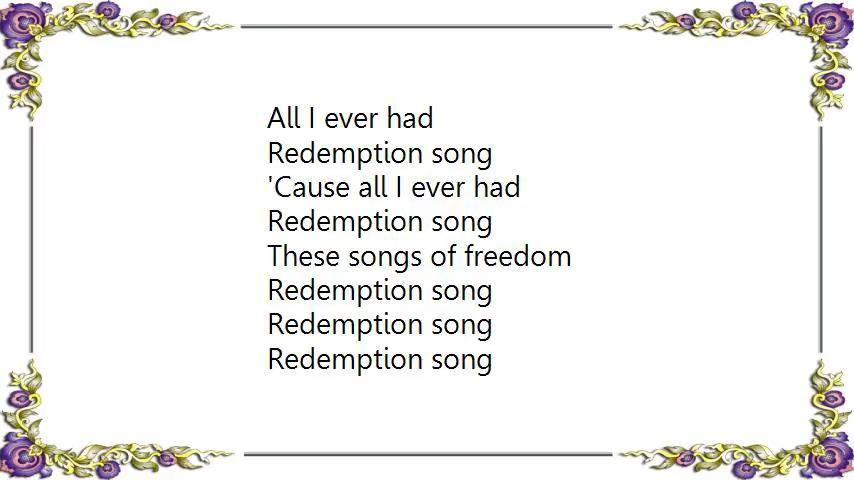 All I ever had
Redemption song
'Cause all I ever had
Redemption song
These songs of freedom
Redemption song
Redemption song
Redemption song